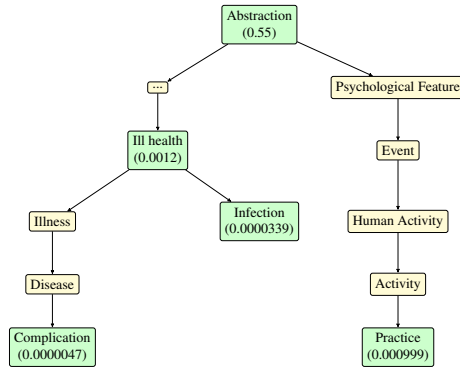 Abstraction
(0.55)
...
Psychological Feature
Ill health
(0.0012)
Event
Illness
Infection
(0.0000339)
Human Activity
Disease
Activity
Complication
(0.0000047)
Practice
(0.000999)